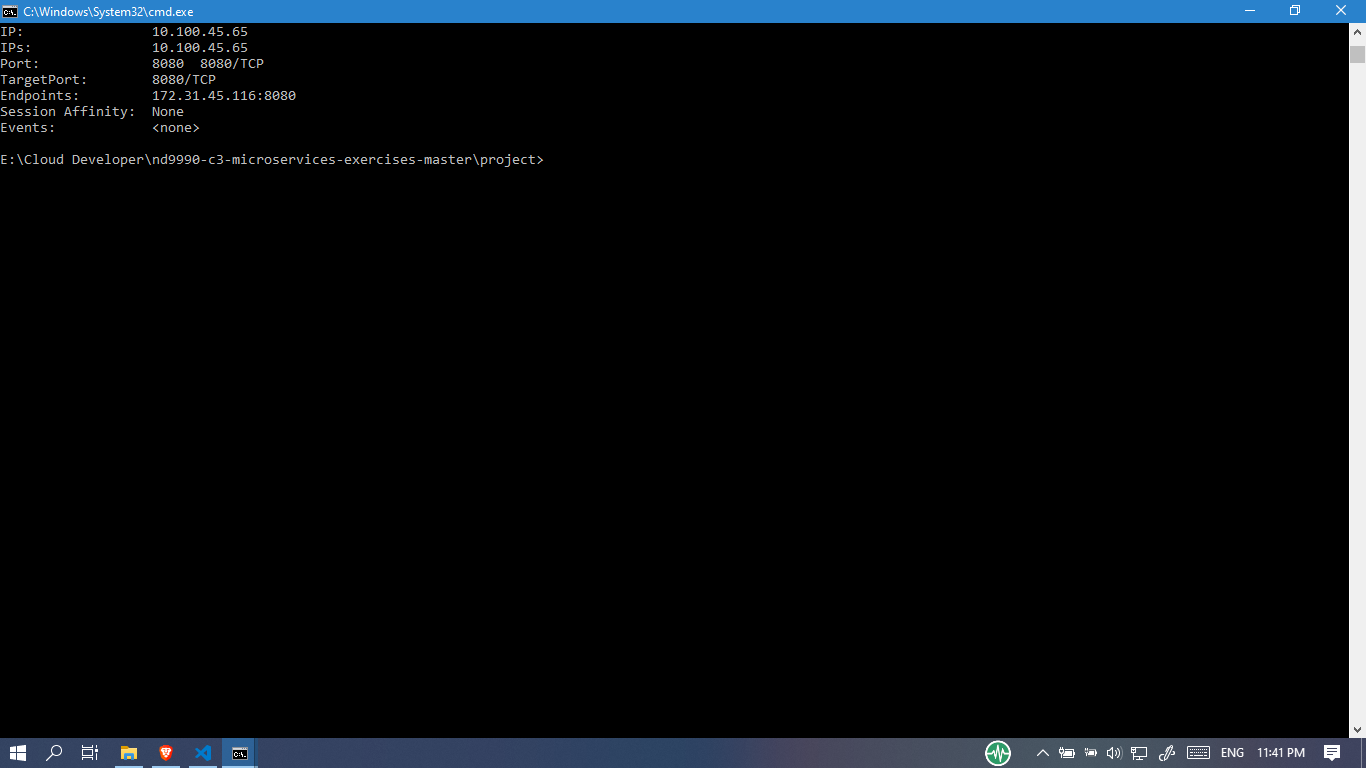 C:\Windows\System32\cmd.exe
IP:                10.100.45.65
IPs:               10.100.45.65
Port:              8080  8080/TCP
TargetPort:        8080/TCP
Endpoints:         172.31.45.116:8080
Session Affinity:  None
Events:            <none>
E:\Cloud Developer\nd9990-c3-microservices-exercises-master\project>
ENG 11:41 PM